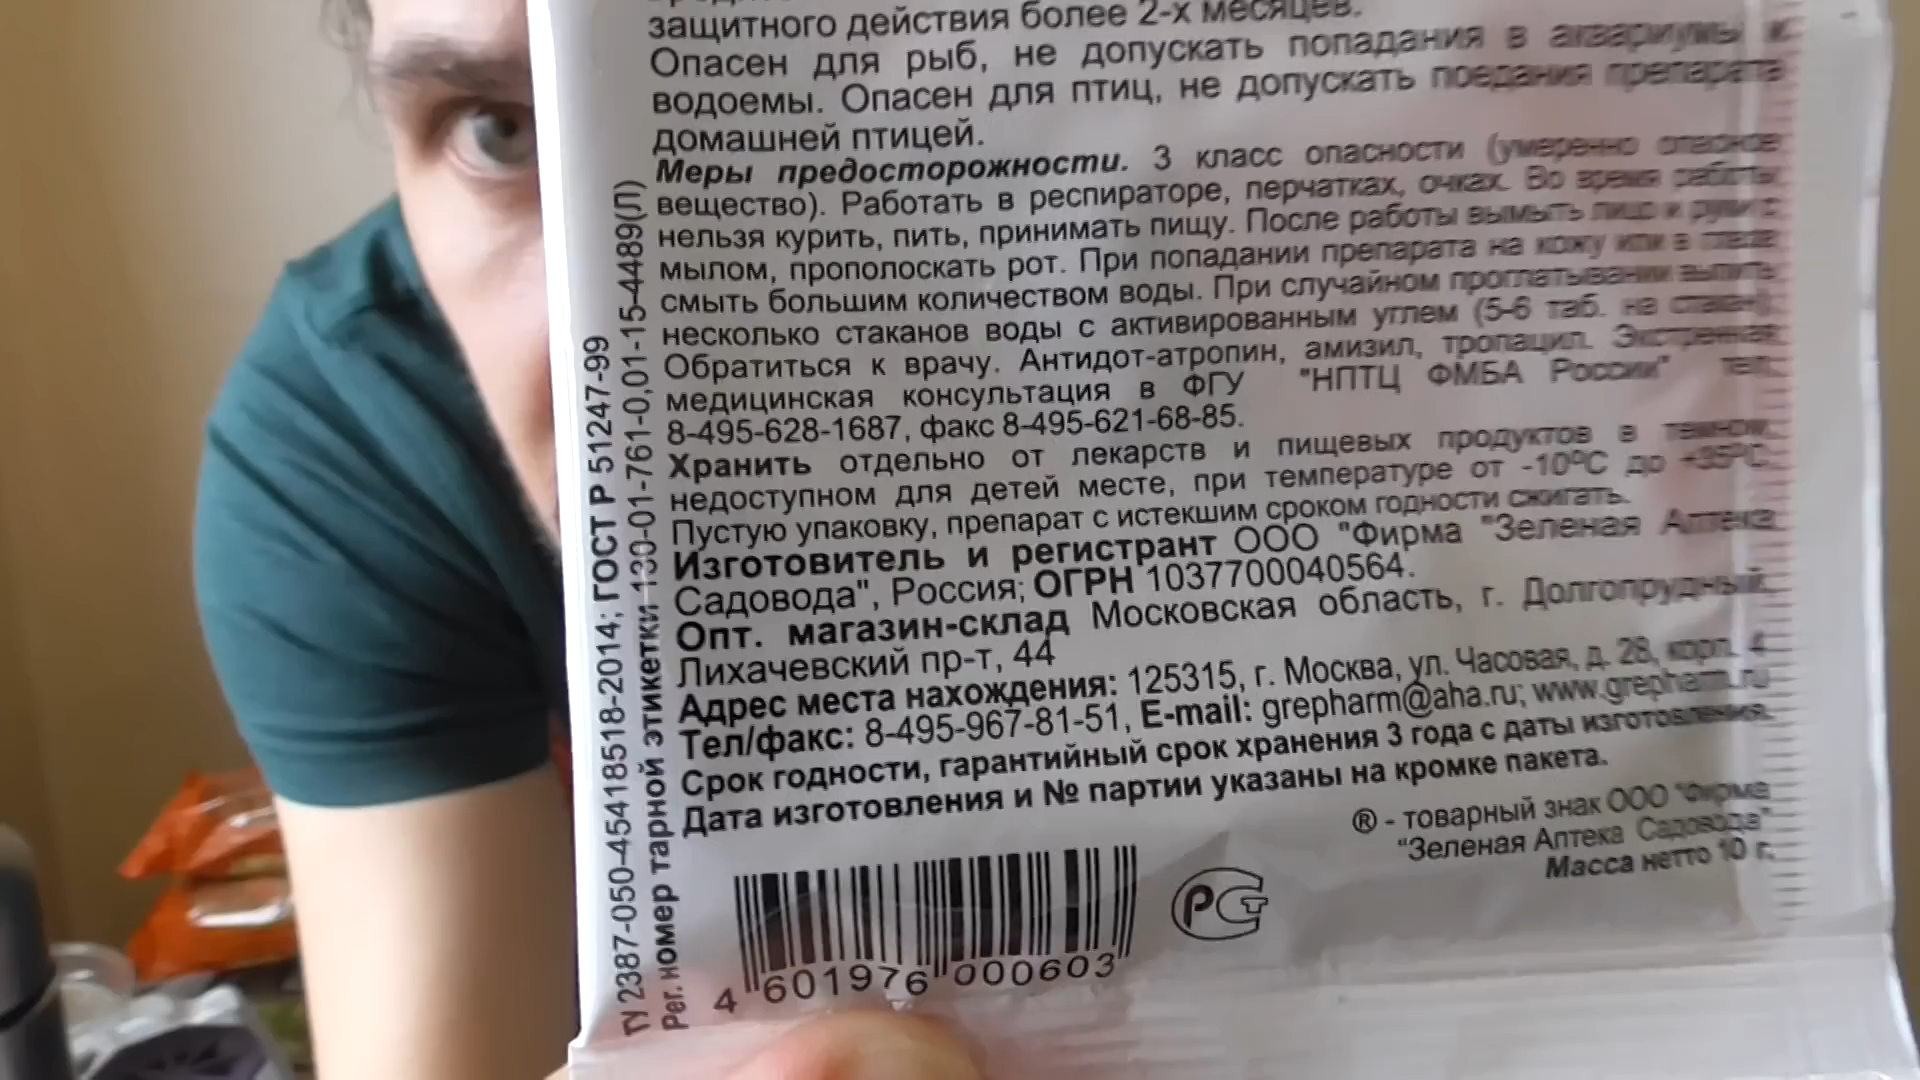 защитного действия более 2-х месяцев.
Опасен для рыб, не допускать попадания в аквариумы и
водоемы. Опасен для птиц, не допускать поедания препарата
домашней птицей.
Меры предосторожности. 3 класс опасности (умеренно опасное
вещество). Работать в респираторе, перчатках, очках. Во время работы
нельзя курить, пить, принимать пищу. После работы вымыть лицо и руки с
мылом, прополоскать рот. При попадании препарата на кожу или в глаза
смыть большим количеством воды. При случайном проглатывании выпить
несколько стаканов воды с активированным углем (5-6 таб. на стакан).
Обратиться к врачу. Антидот-атропин, амизил, тропацил. Экстренная
медицинская консультация в ФГУ "НПТЦ ФМБА России" тел.
8-495-628-1687, факс 8-495-621-68-85.
Хранить отдельно от лекарств и пищевых продуктов в темном,
недоступном для детей месте, при температуре от -10°С до +35°С.
Пустую упаковку, препарат с истекшим сроком годности сжигать.
Изготовитель и регистрант ООО "Фирма "Зеленая Аптека
Садовода", Россия; ОГРН 1037700040564.
Опт. магазин-склад Московская область, г. Долгопрудный,
Лихачевский пр-т, 44
Адрес места нахождения: 125315, г. Москва, ул. Часовая, д. 28, корп. 4
Тел/факс: 8-495-967-81-51, E-mail: grepharm@aha.ru; www.grepharm.ru
Срок годности, гарантийный срок хранения 3 года с даты изготовления.
Дата изготовления и № партии указаны на кромке пакета.
® - товарный знак ООО "Фирма
"Зеленая Аптека Садовода"
Масса нетто 10 г.
4 601976 000603
РСТ
ТУ 2387-050-45418518-2014; ГОСТ Р 51247-99
Рег. номер тарной этикетки 130-01-761-0,01-15-4489(Л)